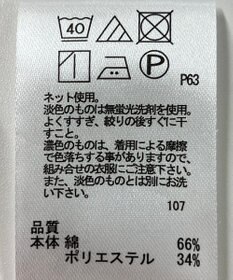 40
P
P63
ネット使用。
淡色のものは無蛍光洗剤を使用。
よくすすぎ、絞りの後すぐに干
すこと。
濃色のものは、着用による摩擦
で色落ちする事がありますので、
組み合せの衣服にご注意下さい。
また、淡色のものとは別にお洗
い下さい。
107
品質
本体 綿 66%
ポリエステル 34%